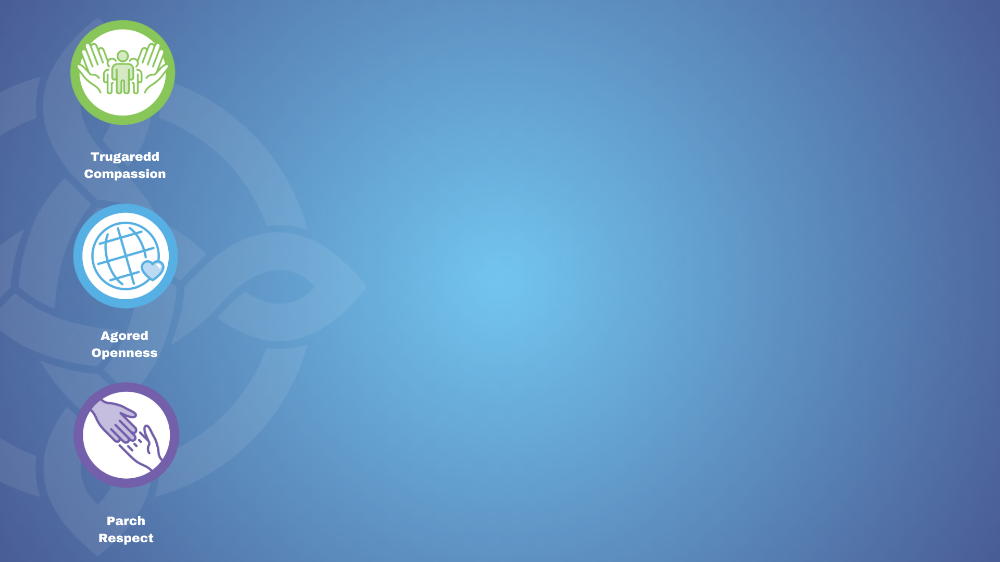 Trugaredd
Compassion
Agored
Openness
Parch
Respect